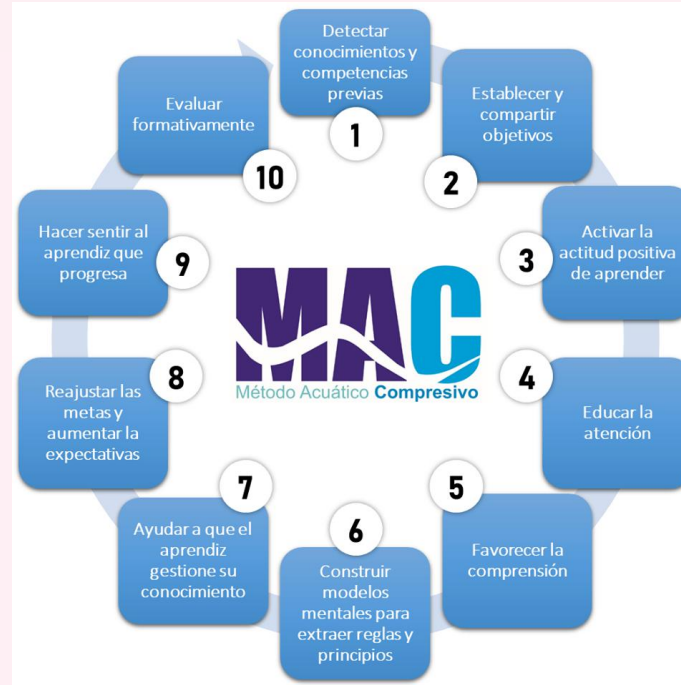 Detectar
conocimientos y
competencias
previas
1
Establecer y
compartir
objetivos
2
Activar la
actitud positiva
de aprender
3
Educar la
atención
4
Favorecer la
comprensión
5
Construir
modelos
mentales para
extraer reglas y
principios
6
Ayudar a que el
aprendiz
gestione su
conocimiento
7
Reajustar las
metas y
aumentar la
expectativas
8
Hacer sentir al
aprendiz que
progresa
9
Evaluar
formativamente
10
MAC
Método Acuático Compresivo